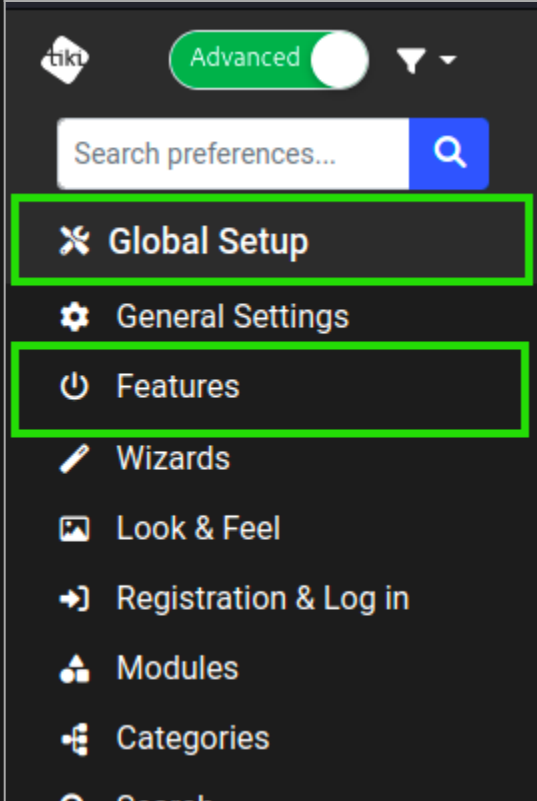 tiki
Advanced
Search preferences...
Global Setup
General Settings
Features
Wizards
Look & Feel
Registration & Log in
Modules
Categories